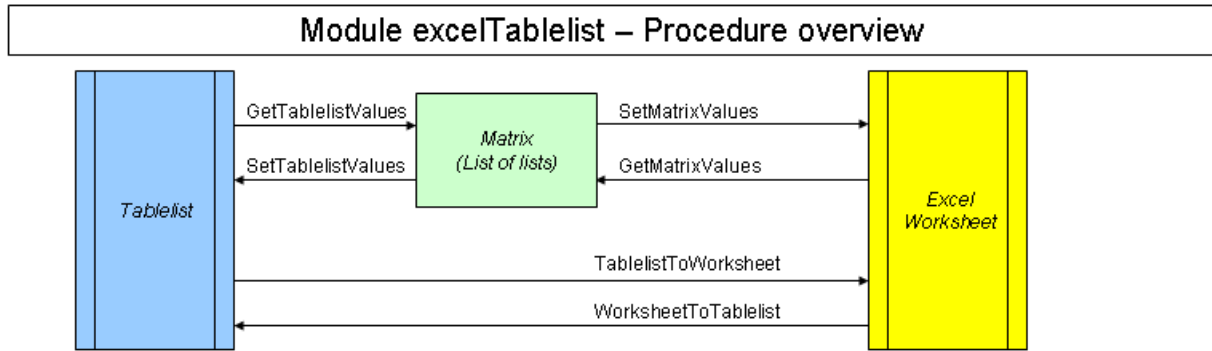 Module excelTablelist – Procedure overview
GetTablelistValues
SetMatrixValues
Matrix
(List of lists)
SetTablelistValues
GetMatrixValues
Tablelist
Excel
Worksheet
TablelistToWorksheet
WorksheetToTablelist